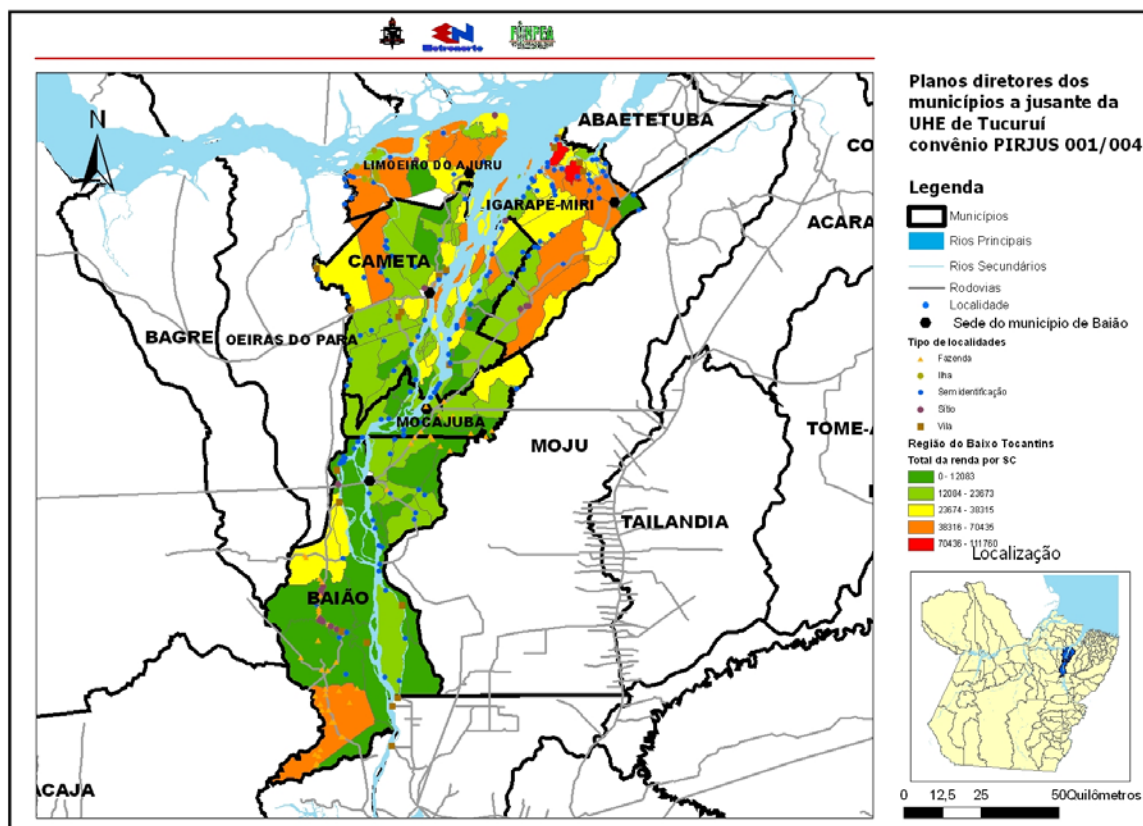 Eletronorte
FUNPEA
Planos diretores dos
municípios a jusante da
UHE de Tucuruí
convênio PIRJUS 001/004
Legenda
Municípios
Rios Principais
Rios Secundários
Rodovias
Localidade
Sede do município de Baião
Tipo de localidades
Fazenda
Ilha
Sem identificação
Sítio
Vila
Região do Baixo Tocantins
Total da renda por SC
0 - 12083
12084 - 23673
23674 - 38315
38316 - 70435
70436 - 111760
Localização
0 12,5 25 50Quilômetros
N
ABAETETUBA
CO
LIMOEIRO DO AJURU
IGARAPÉ-MIRI
ACARA
CAMETA
BAGRE
OEIRAS DO PARA
MOCAJUBA
MOJU
TOME-A
TAILANDIA
BAIÃO
ACAJA